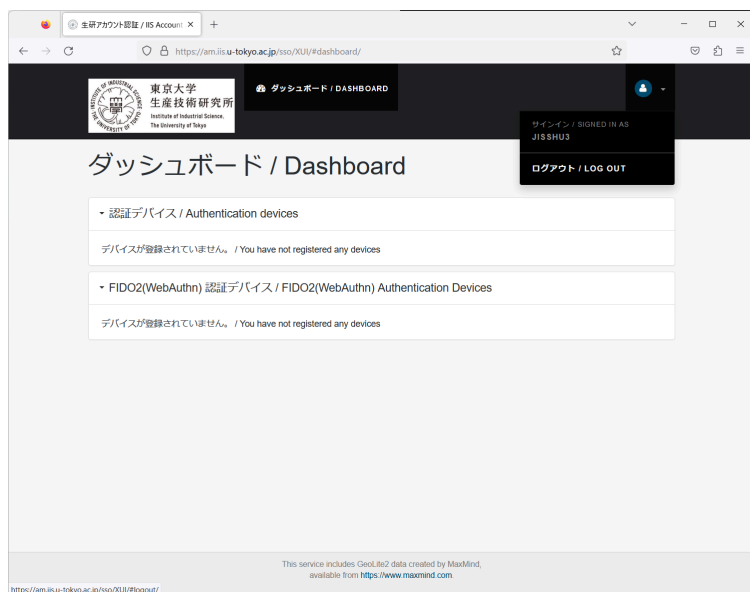 生研アカウント認証 / IIS Account
https://am.iis.u-tokyo.ac.jp/sso/XUI/#dashboard/
東京大学
生産技術研究所
Institute of Industrial Science,
The University of Tokyo
ダッシュボード / DASHBOARD
サインイン / SIGNED IN AS
JISSHU3
ログアウト / LOG OUT
ダッシュボード / Dashboard
認証デバイス / Authentication devices
デバイスが登録されていません。 / You have not registered any devices
FIDO2(WebAuthn) 認証デバイス / FIDO2(WebAuthn) Authentication Devices
デバイスが登録されていません。 / You have not registered any devices
This service includes GeoLite2 data created by MaxMind,
available from https://www.maxmind.com
https://am.iis.u-tokyo.ac.jp/sso/XUI/#logout/